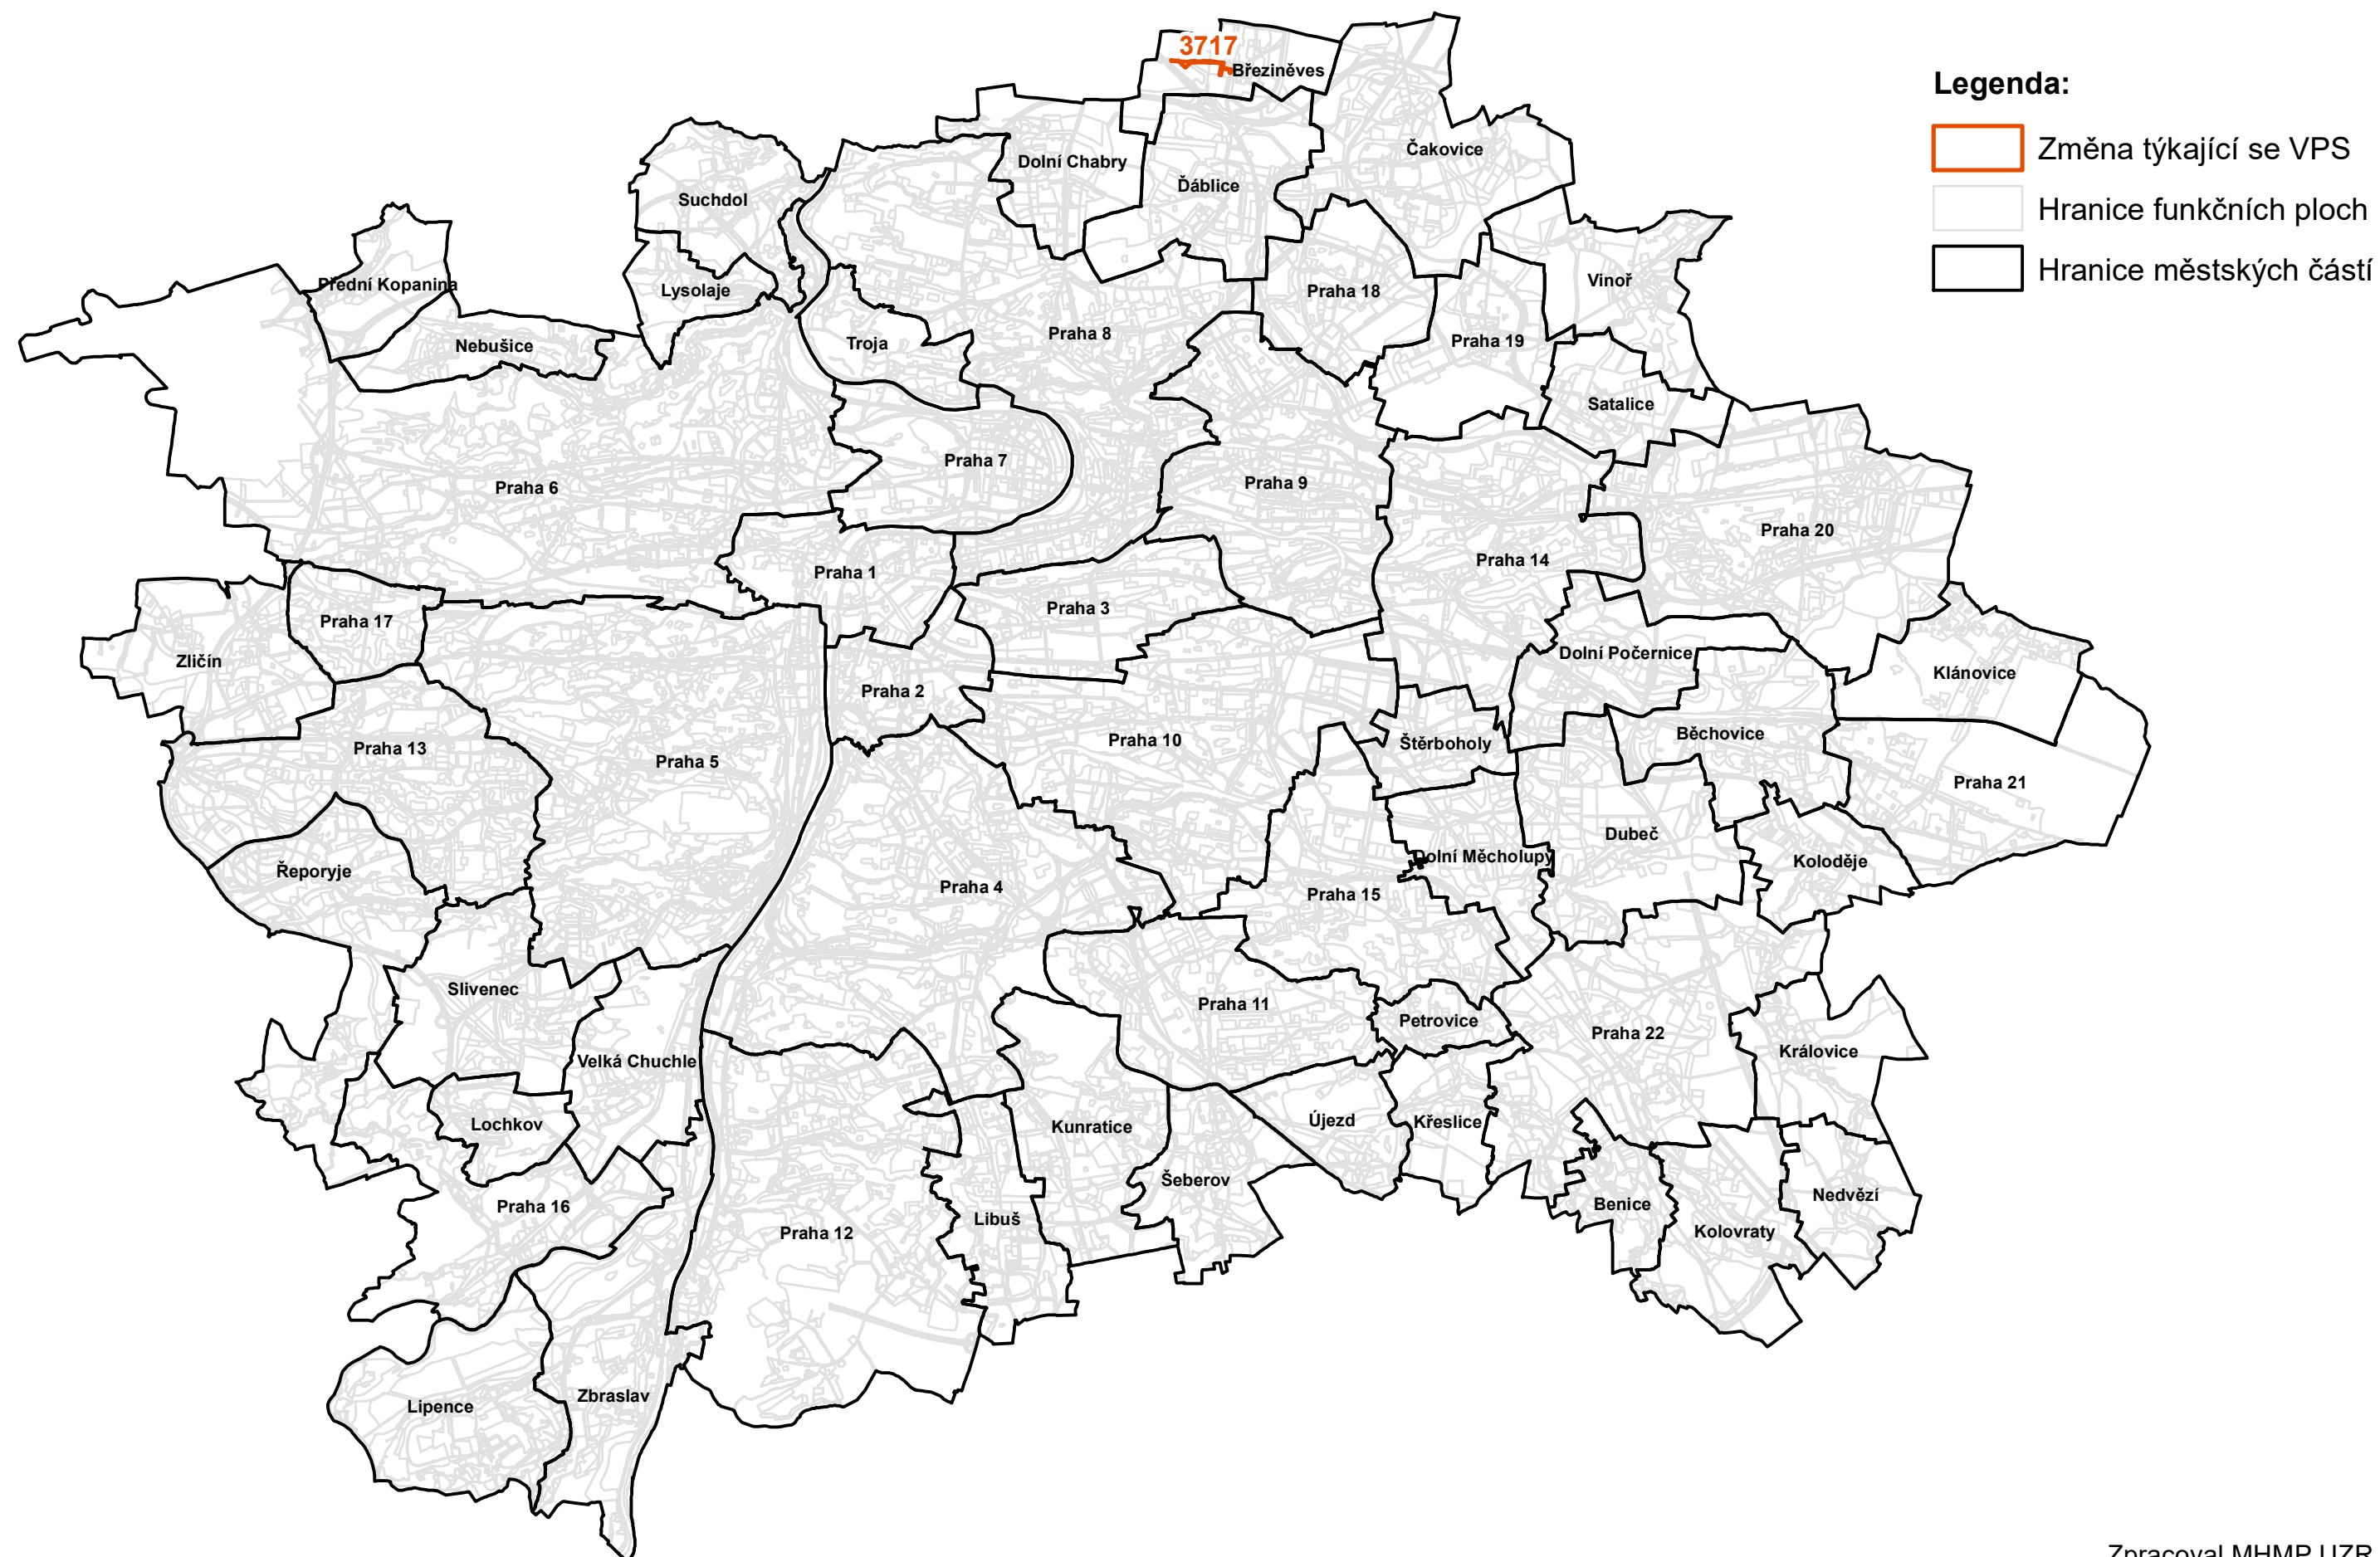 3717
Březiněves
Legenda:
Změna týkající se VPS
Hranice funkčních ploch
Hranice městských částí
Čakovice
Dolní Chabry
Ďáblice
Suchdol
Přední Kopanina
Lysolaje
Praha 18
Vinoř
Nebušice
Troja
Praha 8
Praha 19
Satalice
Praha 7
Praha 6
Praha 9
Praha 20
Praha 14
Praha 1
Praha 3
Praha 17
Zličín
Dolní Počernice
Klánovice
Praha 2
Praha 13
Praha 5
Praha 10
Štěrboholy
Běchovice
Praha 21
Dubeč
Řeporyje
Praha 4
Praha 15
Dolní Měcholupy
Koloděje
Slivenec
Praha 11
Petrovice
Praha 22
Královice
Velká Chuchle
Lochkov
Kunratice
Újezd
Křeslice
Šeberov
Praha 16
Libuš
Praha 12
Benice
Nedvězí
Kolovraty
Lipence
Zbraslav
Zpracoval MHMP UZR